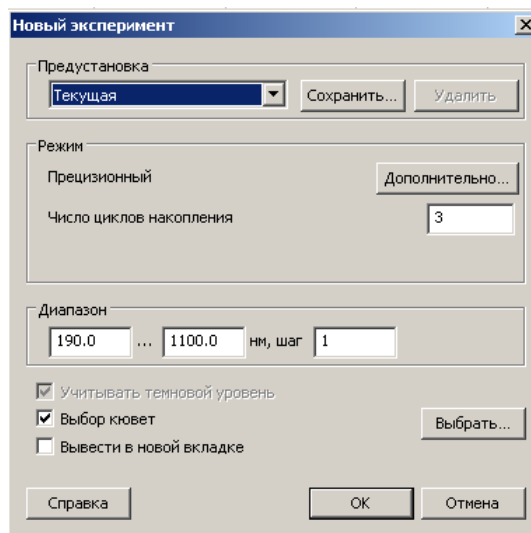 Новый эксперимент
Предустановка
Текущая Сохранить... Удалить
Режим
Прецизионный Дополнительно...
Число циклов накопления 3
Диапазон
190.0 ... 1100.0 нм, шаг 1
Учитывать темновой уровень
Выбор кювет Выбрать...
Вывести в новой вкладке
Справка OK Отмена